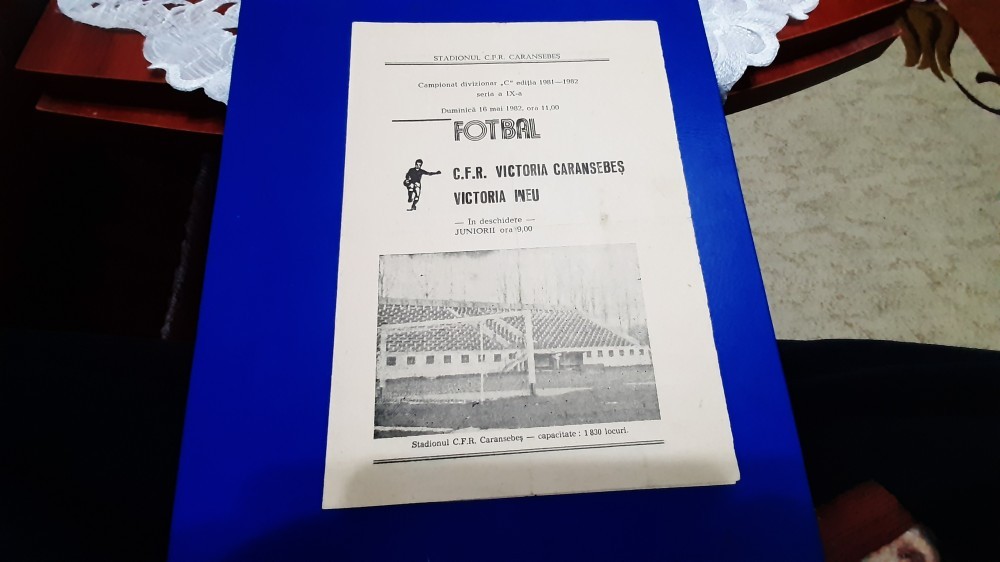 STADIONUL C.F.R. CARANSEBEȘ
Campionat divizionar „C" ediția 1981—1982
seria a IX-a
Duminică 16 mai 1982, ora 11,00
FOTBAL
C.F.R. VICTORIA CARANSEBEȘ
VICTORIA INEU
— În deschidere —
JUNIORII ora 9,00
Stadionul C.F.R. Caransebeș — capacitate : 1 830 locuri.